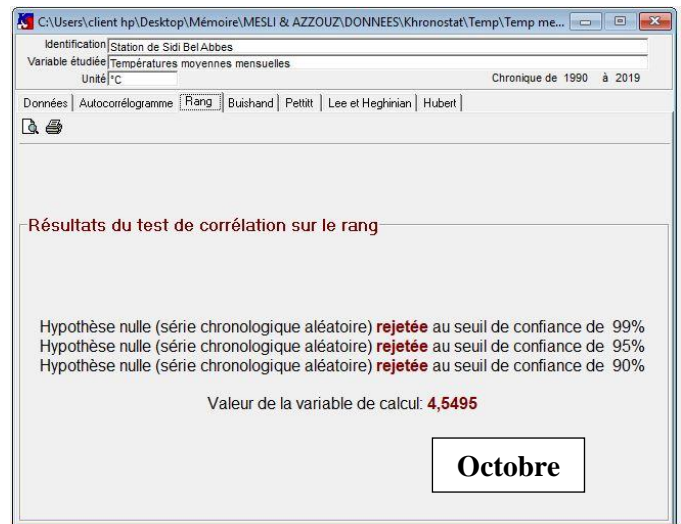 C:\Users\client hp\Desktop\Mémoire\MESLI & AZZOUZ\DONNEES\Khronostat\Temp\Temp me...
Identification Station de Sidi Bel Abbes
Variable étudiée Températures moyennes mensuelles
Unité °C Chronique de 1990 à 2019
Données Autocorrélogramme Rang Buishand Pettitt Lee et Heghinian Hubert
Résultats du test de corrélation sur le rang
Hypothèse nulle (série chronologique aléatoire) rejetée au seuil de confiance de 99%
Hypothèse nulle (série chronologique aléatoire) rejetée au seuil de confiance de 95%
Hypothèse nulle (série chronologique aléatoire) rejetée au seuil de confiance de 90%
Valeur de la variable de calcul: 4,5495
Octobre